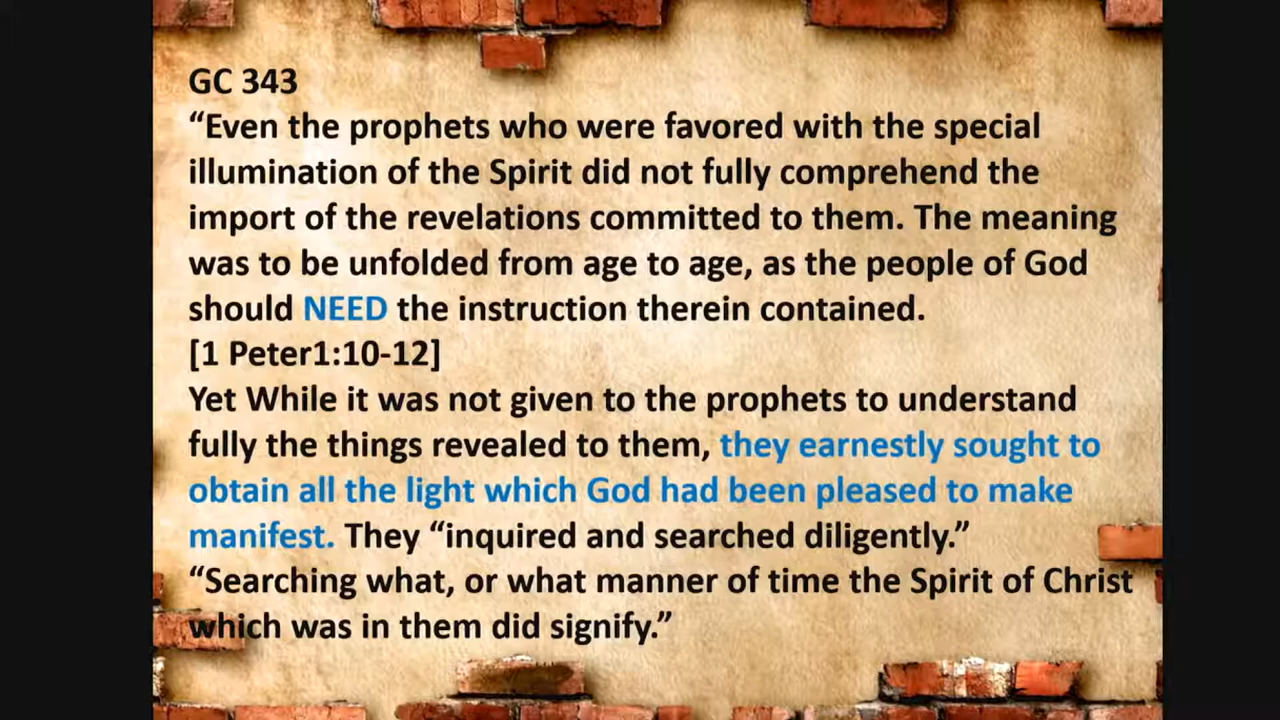 GC 343
“Even the prophets who were favored with the special
illumination of the Spirit did not fully comprehend the
import of the revelations committed to them. The meaning
was to be unfolded from age to age, as the people of God
should NEED the instruction therein contained.
[1 Peter1:10-12]
Yet While it was not given to the prophets to understand
fully the things revealed to them, they earnestly sought to
obtain all the light which God had been pleased to make
manifest. They “inquired and searched diligently.”
“Searching what, or what manner of time the Spirit of Christ
which was in them did signify.”